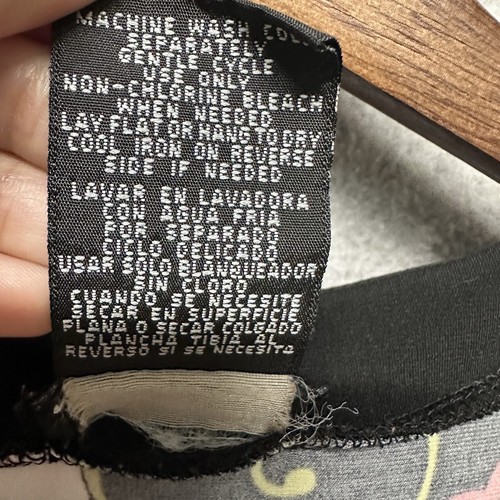 MACHINE WASH COLD
SEPARATELY
GENTLE CYCLE
USE ONLY
NON-CHLORINE BLEACH
WHEN NEEDED
LAY FLAT OR HANG TO DRY
COOL IRON ON REVERSE
SIDE IF NEEDED
LAVAR EN LAVADORA
CON AGUA FRIA
POR SEPARADO
CICLO DELICADO
USAR SOLO BLANQUEADOR
SIN CLORO
CUANDO SE NECESITE
SECAR EN SUPERFICIE
PLANA O SECAR COLGADO
PLANCHA TIBIA AL
REVERSO SI SE NECESITA